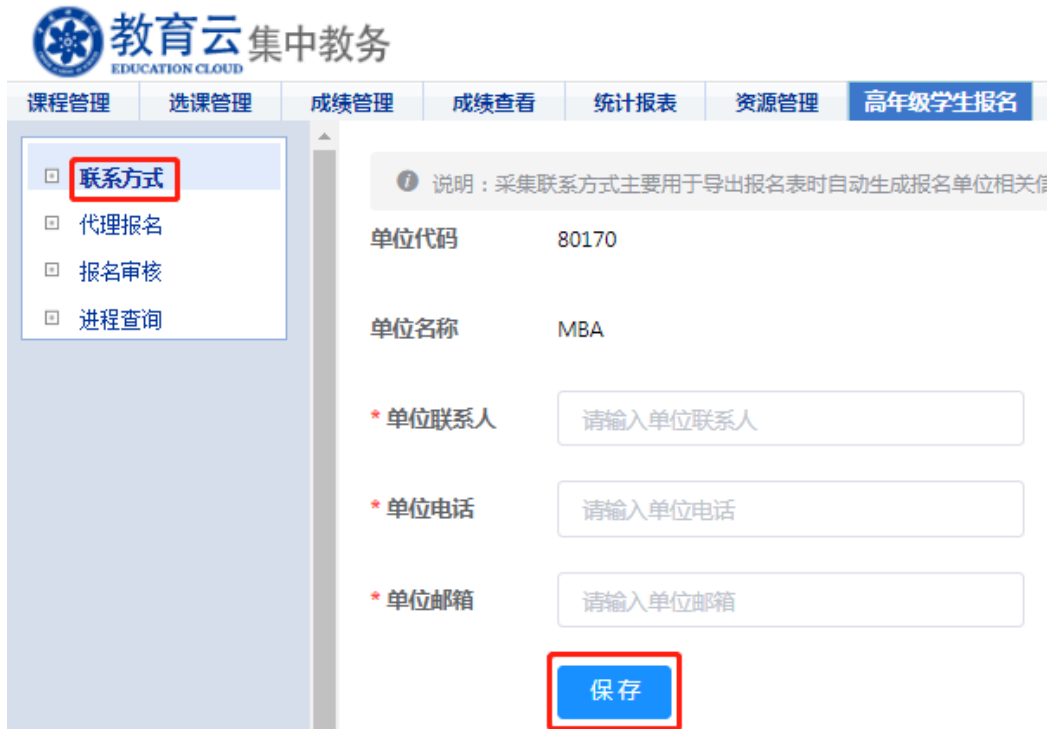 教育云 集中教务
EDUCATION CLOUD
课程管理 选课管理 成绩管理 成绩查看 统计报表 资源管理 高年级学生报名
联系方式
代理报名
报名审核
进程查询
说明：采集联系方式主要用于导出报名表时自动生成报名单位相关信
单位代码 80170
单位名称 MBA
* 单位联系人 请输入单位联系人
* 单位电话 请输入单位电话
* 单位邮箱 请输入单位邮箱
保存